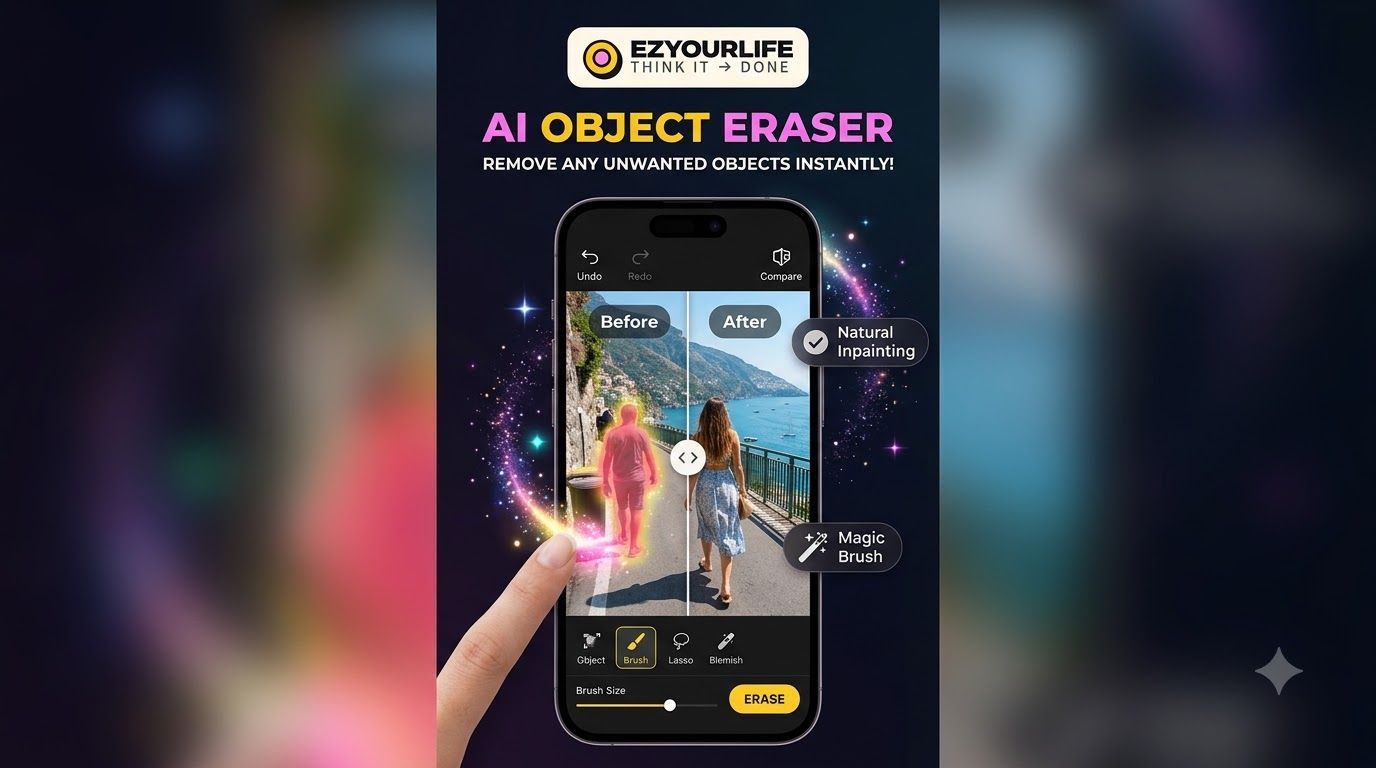 EZYOURLIFE
THINK IT → DONE
AI OBJECT ERASER
REMOVE ANY UNWANTED OBJECTS INSTANTLY!
Undo
Redo
Compare
Before
After
Natural
Inpainting
Magic
Brush
Gbject
Brush
Lasso
Blemish
Brush Size
ERASE